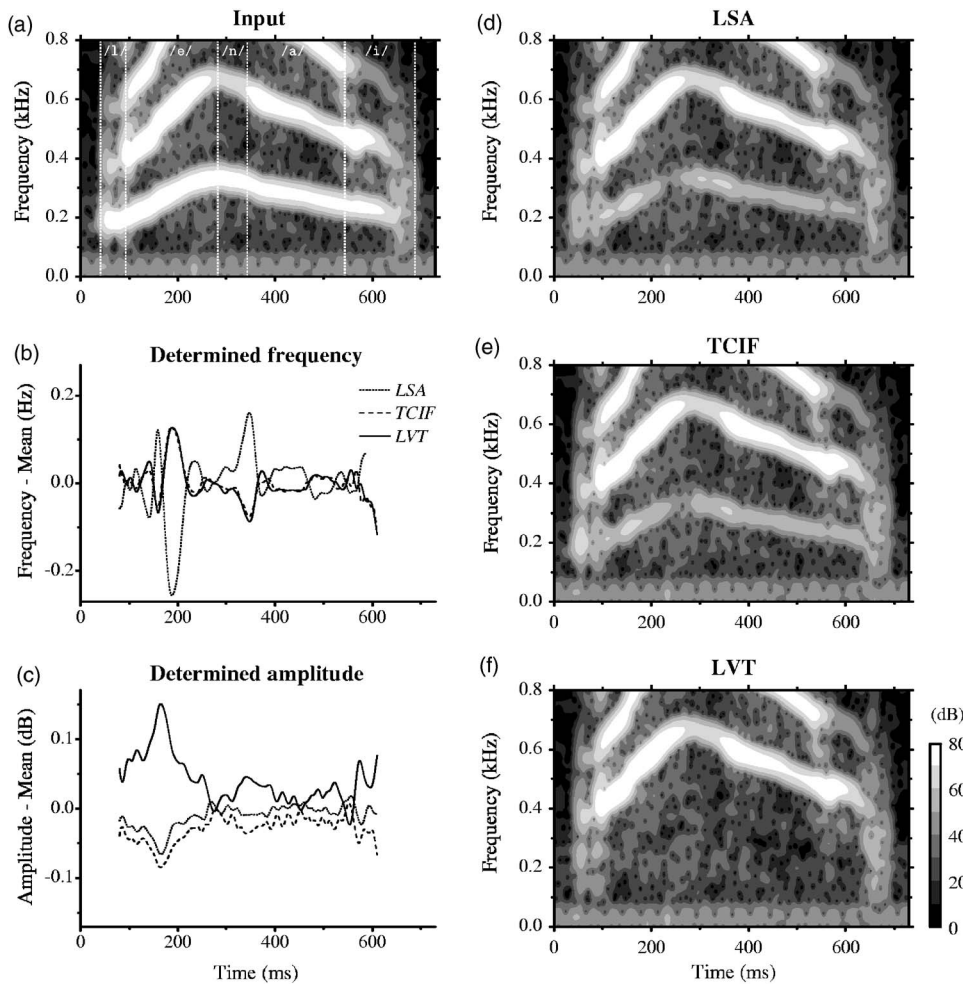 (a) Input
/l/ /e/ /n/ /a/ /i/
Frequency (kHz)
0.8
0.6
0.4
0.2
0.0
0 200 400 600
(b) Determined frequency
LSA
TCIF
LVT
Frequency - Mean (Hz)
0.2
0.0
-0.2
(c) Determined amplitude
Amplitude - Mean (dB)
0.1
0.0
-0.1
0 200 400 600
Time (ms)
(d) LSA
Frequency (kHz)
0.8
0.6
0.4
0.2
0.0
0 200 400 600
(e) TCIF
Frequency (kHz)
0.8
0.6
0.4
0.2
0.0
0 200 400 600
(f) LVT
Frequency (kHz)
0.8
0.6
0.4
0.2
0.0
0 200 400 600
Time (ms)
(dB)
80
60
40
20
0